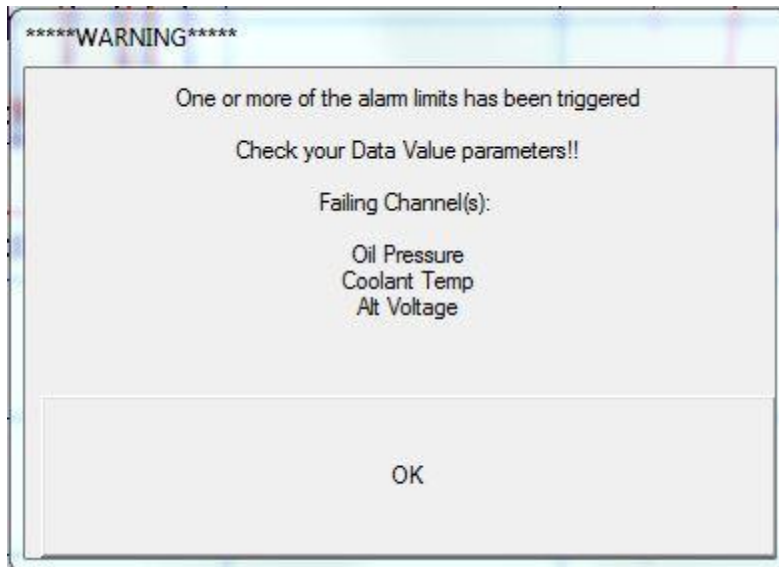 *****WARNING*****
One or more of the alarm limits has been triggered
Check your Data Value parameters!!
Failing Channel(s):
Oil Pressure
Coolant Temp
Alt Voltage
OK